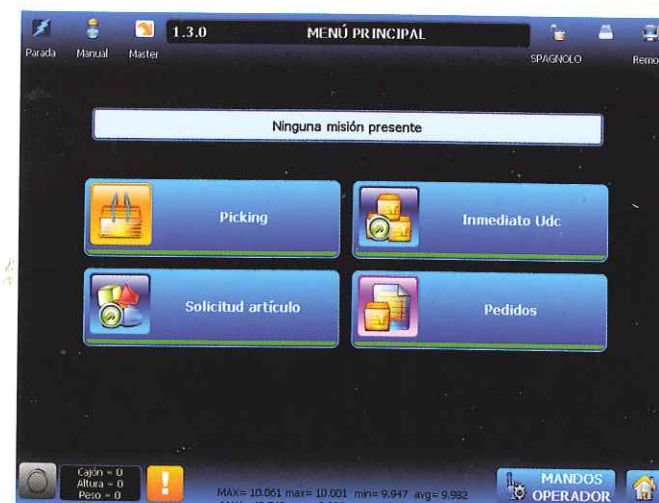 1.3.0 MENÚ PRINCIPAL
Parada Manual Master SPAGNOLO Remo
Ninguna misión presente
Picking Inmediato Udc
Solicitud artículo Pedidos
Cajón = 0
Altura = 0
Peso = 0
MAX= 10.061 max= 10.001 min= 9.947 avg= 9.982
MANDOS
OPERADOR